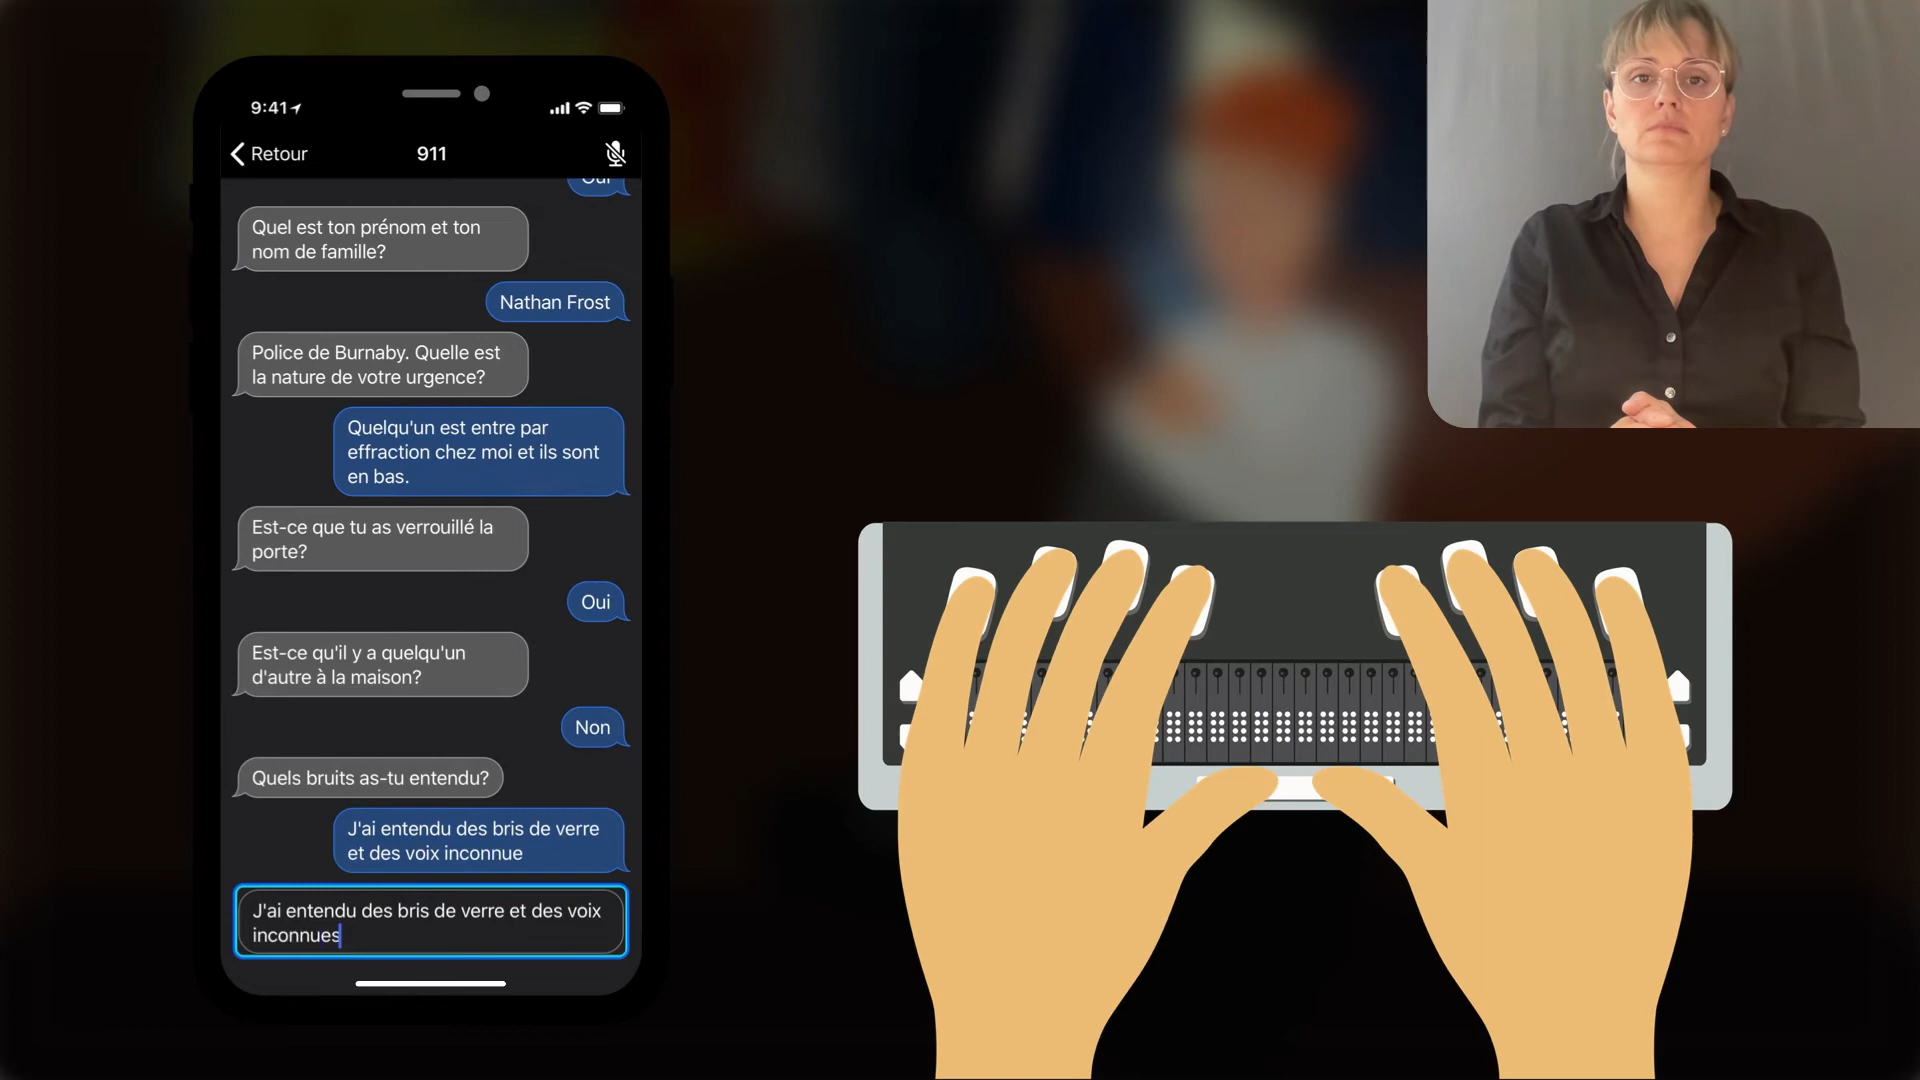 9:41
Retour
911
Oui
Quel est ton prénom et ton
nom de famille?
Nathan Frost
Police de Burnaby. Quelle est
la nature de votre urgence?
Quelqu'un est entre par
effraction chez moi et ils sont
en bas.
Est-ce que tu as verrouillé la
porte?
Oui
Est-ce qu'il y a quelqu'un
d'autre à la maison?
Non
Quels bruits as-tu entendu?
J'ai entendu des bris de verre
et des voix inconnue
J'ai entendu des bris de verre et des voix
inconnues